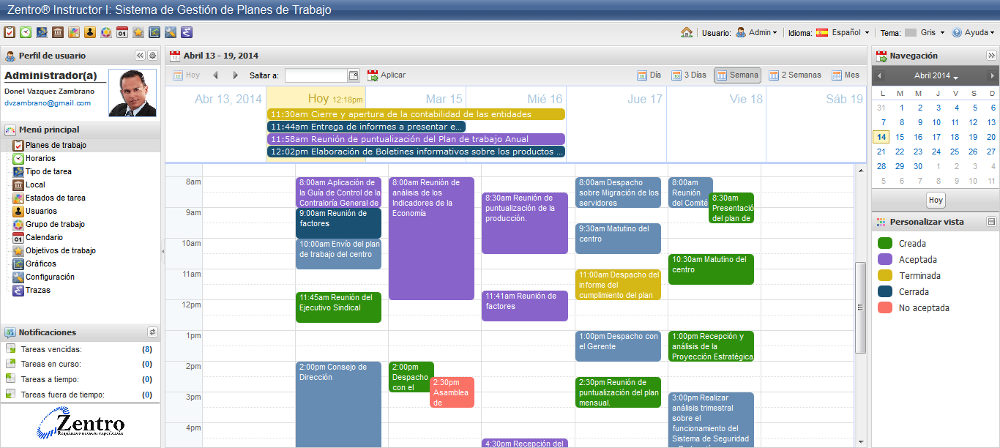 Zentro® Instructor I: Sistema de Gestión de Planes de Trabajo
Usuario: Admin Idioma: Español Tema: Gris Ayuda
Perfil de usuario
Administrador(a)
Donel Vazquez Zambrano
dvzambrano@gmail.com
Menú principal
Planes de trabajo
Horarios
Tipo de tarea
Local
Estados de tarea
Usuarios
Grupo de trabajo
Calendario
Objetivos de trabajo
Gráficos
Configuración
Trazas
Notificaciones
Tareas vencidas: (8)
Tareas en curso: (0)
Tareas a tiempo: (0)
Tareas fuera de tiempo: (0)
Zentro
Regulamos nuestra experiencia
Abril 13 - 19, 2014
Hoy Saltar a: Aplicar Día 3 Días Semana 2 Semanas Mes
Abr 13, 2014 Hoy 12:18pm Mar 15 Mié 16 Jue 17 Vie 18 Sáb 19
11:30am Cierre y apertura de la contabilidad de las entidades
11:44am Entrega de informes a presentar e...
11:58am Reunión de puntualización del Plan de trabajo Anual
12:02pm Elaboración de Boletines informativos sobre los productos ...
8am
9am
10am
11am
12pm
1pm
2pm
3pm
4pm
8:00am Aplicación de
la Guía de Control de la
Contraloría General de
9:00am Reunión de
factores
10:00am Envío del plan
de trabajo del centro
11:45am Reunión del
Ejecutivo Sindical
2:00pm Consejo de
Dirección
8:00am Reunión de
análisis de los
Indicadores de la
Economía
2:00pm
Despacho
con el
2:30pm
Asamblea
de
8:30am Reunión de
puntualización de la
producción.
11:41am Reunión de
factores
4:30pm Recepción del
8:00am Despacho
sobre Migración de los
servidores
9:30am Matutino del
centro
11:00am Despacho del
informe del
cumplimiento del plan
1:00pm Despacho con
el Gerente
2:30pm Reunión de
puntualización del plan
mensual.
8:00am
Reunión
del Comité
8:30am
Presentació
del plan de
10:30am Matutino del
centro
1:00pm Recepción y
análisis de la
Proyección Estratégica
3:00pm Realizar
análisis trimestral
sobre el
funcionamiento del
Sistema de Seguridad
Navegación
Abril 2014
L M M J V S D
31 1 2 3 4 5 6
7 8 9 10 11 12 13
14 15 16 17 18 19 20
21 22 23 24 25 26 27
28 29 30 1 2 3 4
5 6 7 8 9 10 11
Hoy
Personalizar vista
Creada
Aceptada
Terminada
Cerrada
No aceptada